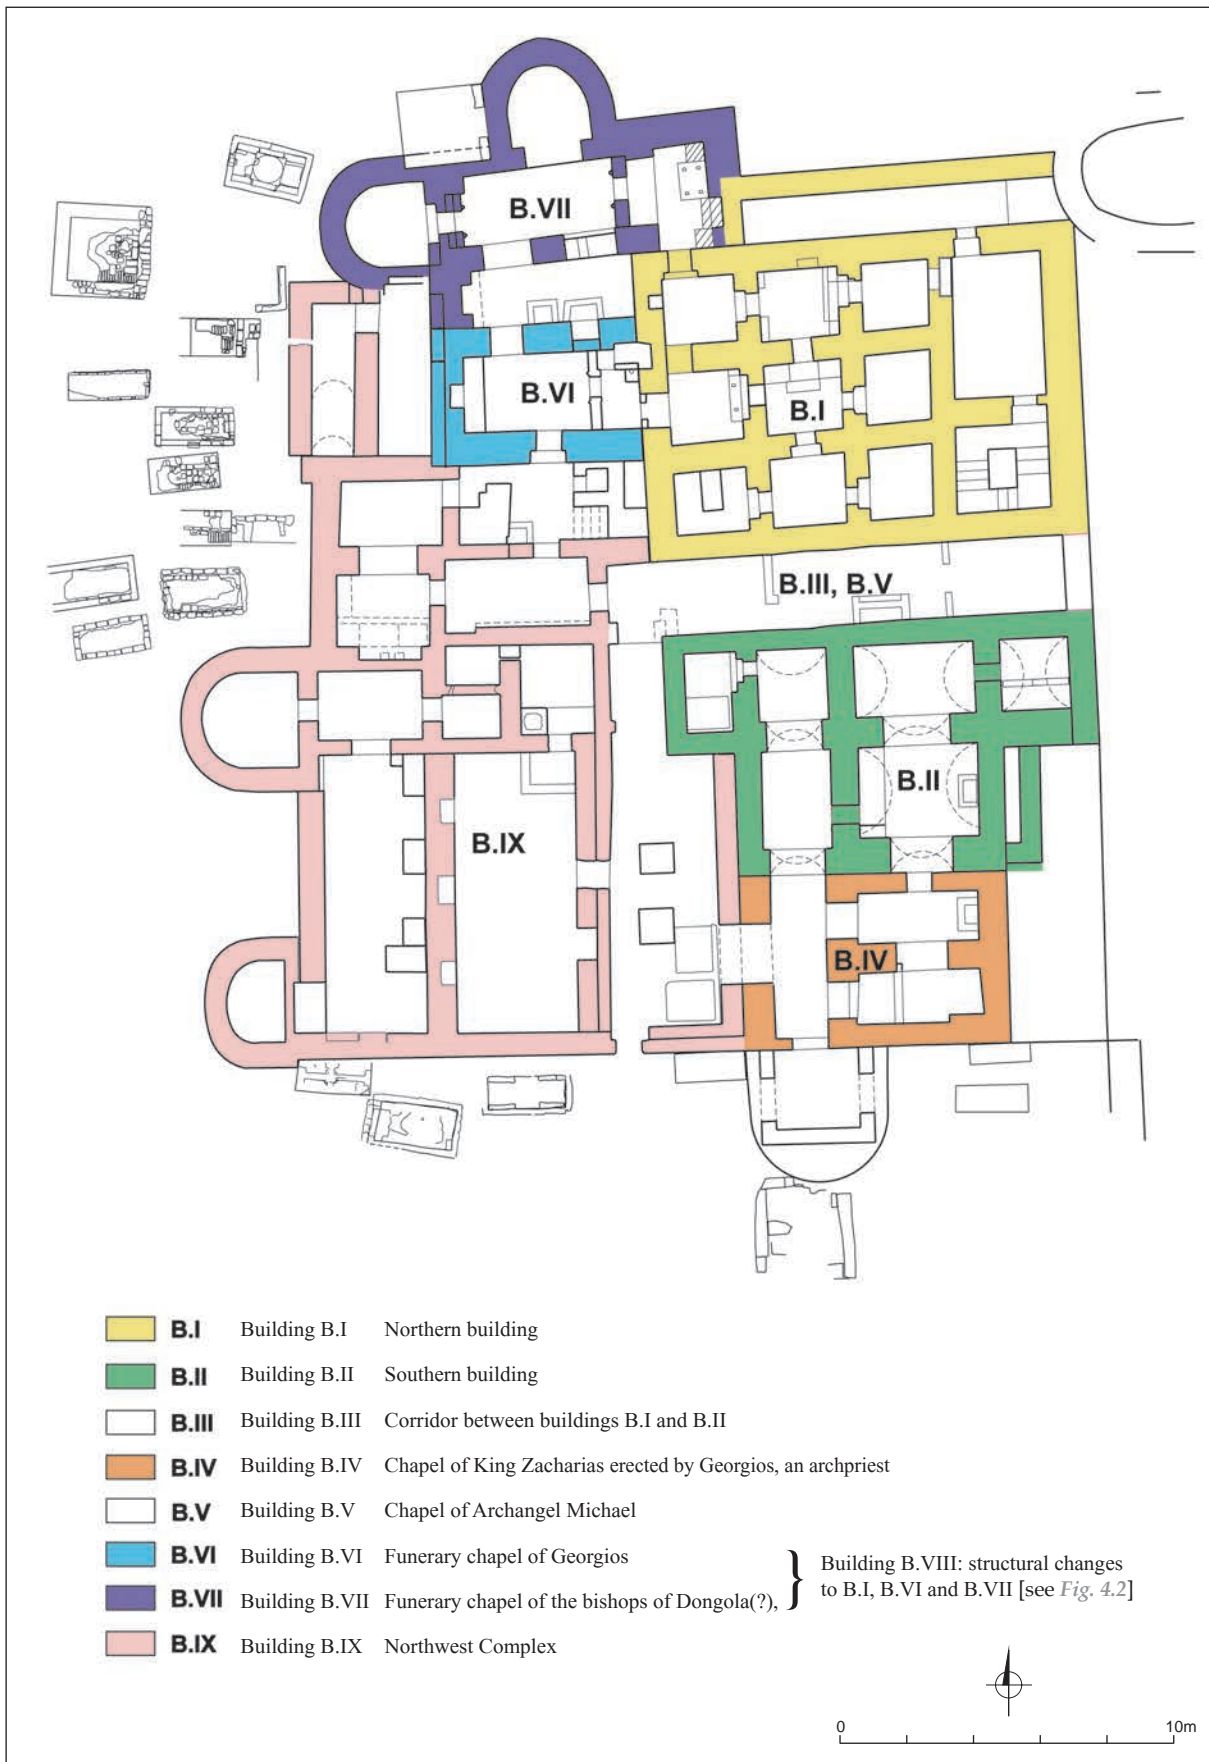 B.VII
B.VI
B.I
B.III, B.V
B.II
B.IX
B.IV
B.I Building B.I Northern building
B.II Building B.II Southern building
B.III Building B.III Corridor between buildings B.I and B.II
B.IV Building B.IV Chapel of King Zacharias erected by Georgios, an archpriest
B.V Building B.V Chapel of Archangel Michael
B.VI Building B.VI Funerary chapel of Georgios
B.VII Building B.VII Funerary chapel of the bishops of Dongola(?),
} Building B.VIII: structural changes
to B.I, B.VI and B.VII [see Fig. 4.2]
B.IX Building B.IX Northwest Complex
0 10m